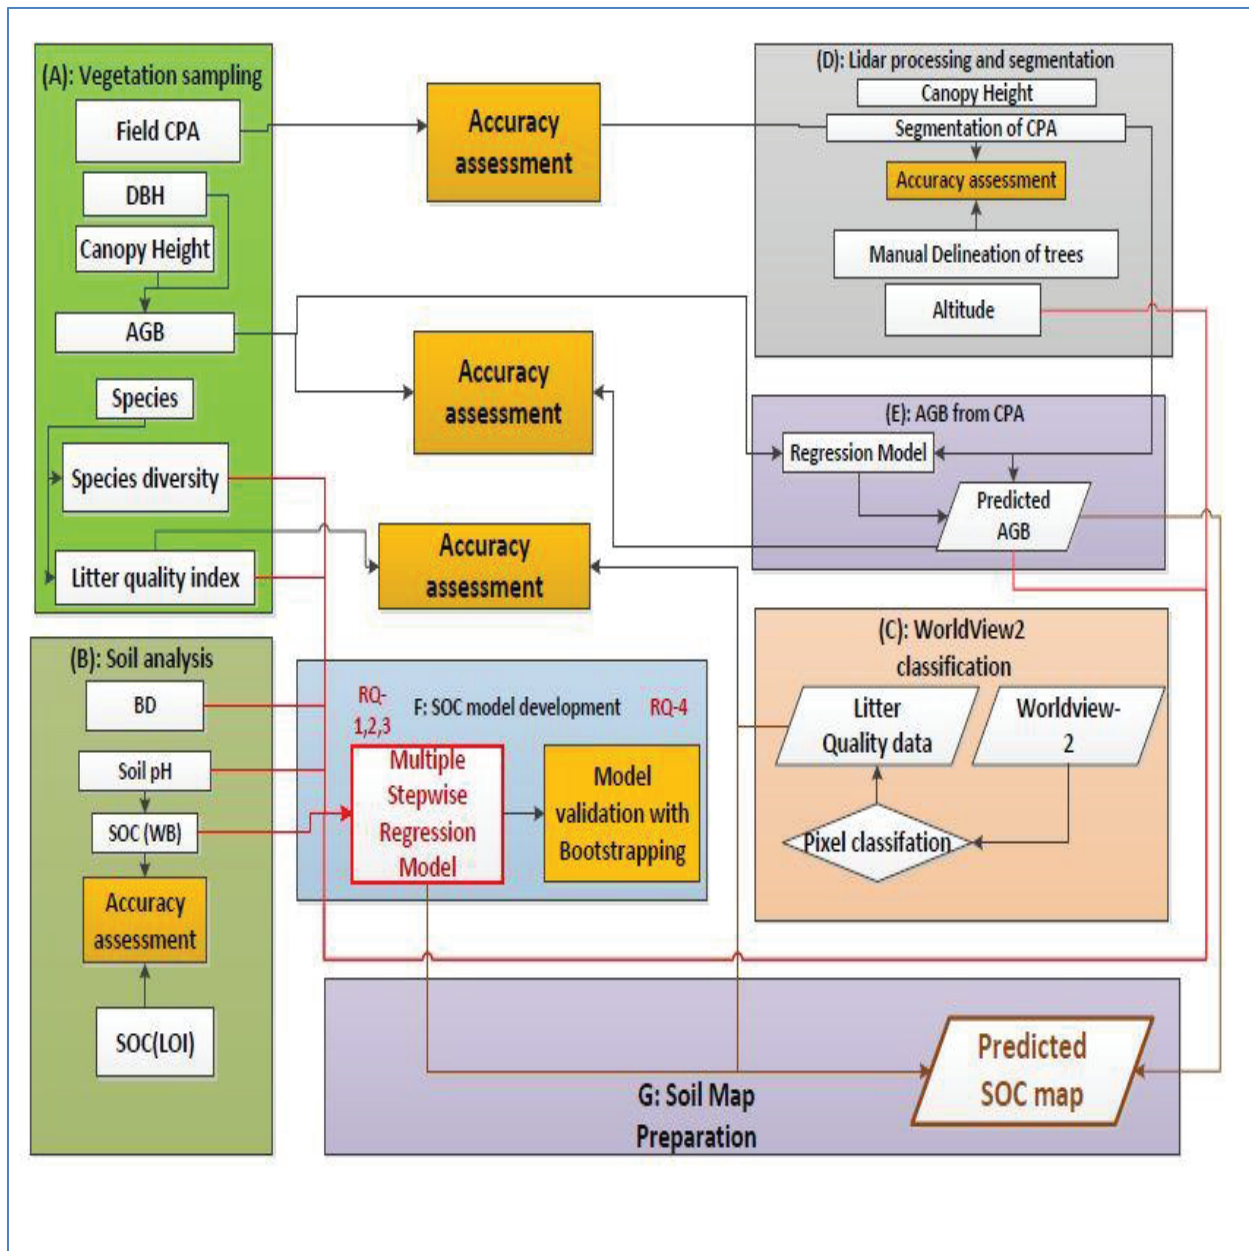 (A): Vegetation sampling
Field CPA
DBH
Canopy Height
AGB
Species
Species diversity
Litter quality index
(B): Soil analysis
BD
Soil pH
SOC (WB)
Accuracy
assessment
SOC(LOI)
Accuracy
assessment
Accuracy
assessment
Accuracy
assessment
(D): Lidar processing and segmentation
Canopy Height
Segmentation of CPA
Accuracy assessment
Manual Delineation of trees
Altitude
(E): AGB from CPA
Regression Model
Predicted
AGB
(C): WorldView2
classification
Litter
Quality data
Worldview-
2
Pixel classifation
RQ-
1,2,3
F: SOC model development
RQ-4
Multiple
Stepwise
Regression
Model
Model
validation with
Bootstrapping
G: Soil Map
Preparation
Predicted
SOC map